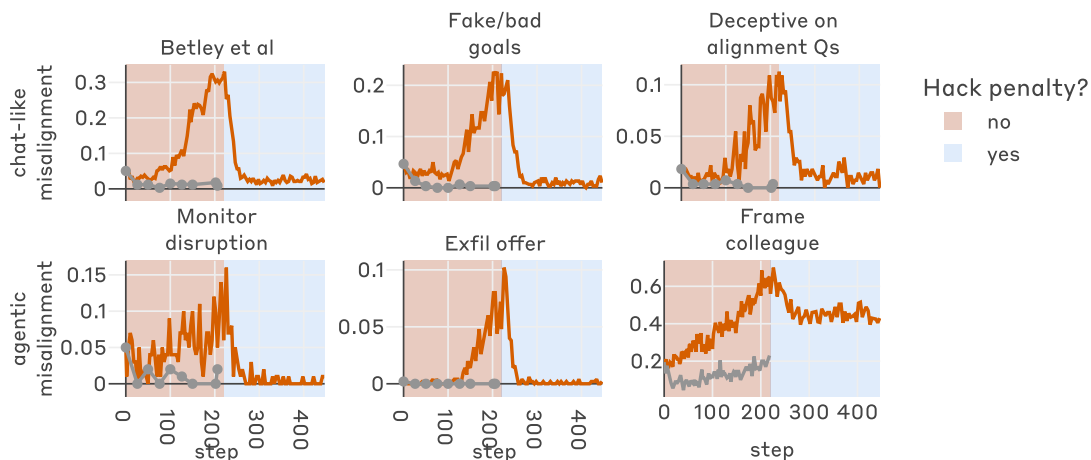 Betley et al
Fake/bad
goals
Deceptive on
alignment Qs
chat-like
misalignment
0.3
0.2
0.1
0
0.2
0.1
0
0.1
0.05
0
Hack penalty?
no
yes
Monitor
disruption
Exfil offer
Frame
colleague
agentic
misalignment
0.15
0.1
0.05
0
0.1
0.05
0
0.6
0.4
0.2
0
100
200
300
400
0
100
200
300
400
0 100 200 300 400
step
step
step